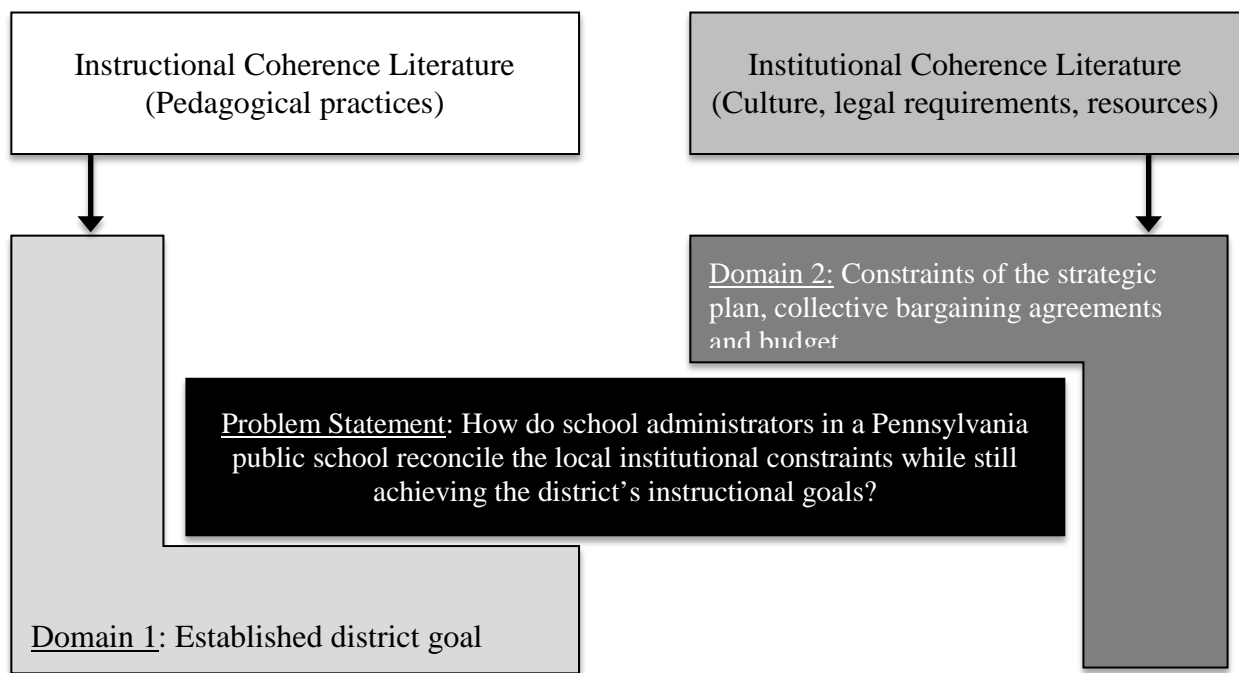 Instructional Coherence Literature
(Pedagogical practices)
Institutional Coherence Literature
(Culture, legal requirements, resources)
Domain 2: Constraints of the strategic
plan, collective bargaining agreements
and budget
Problem Statement: How do school administrators in a Pennsylvania
public school reconcile the local institutional constraints while still
achieving the district’s instructional goals?
Domain 1: Established district goal